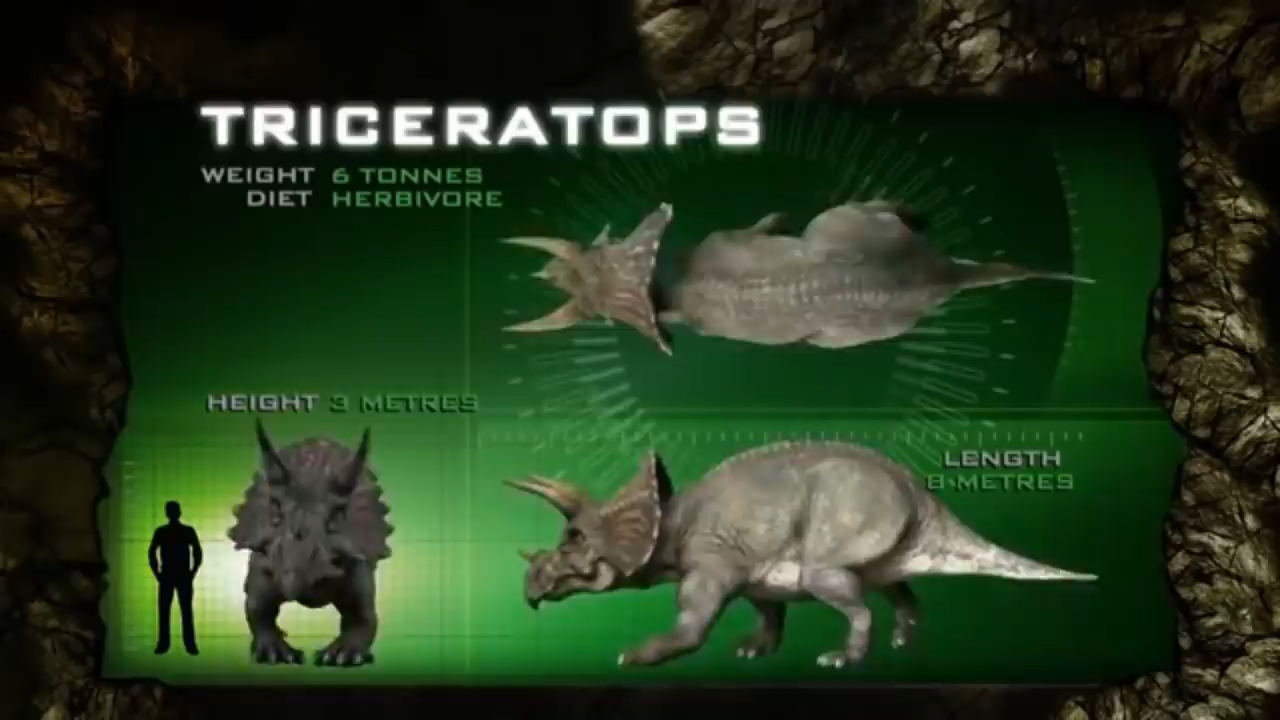 TRICERATOPS
WEIGHT 6 TONNES
DIET HERBIVORE
HEIGHT 3 METRES
LENGTH
8 METRES